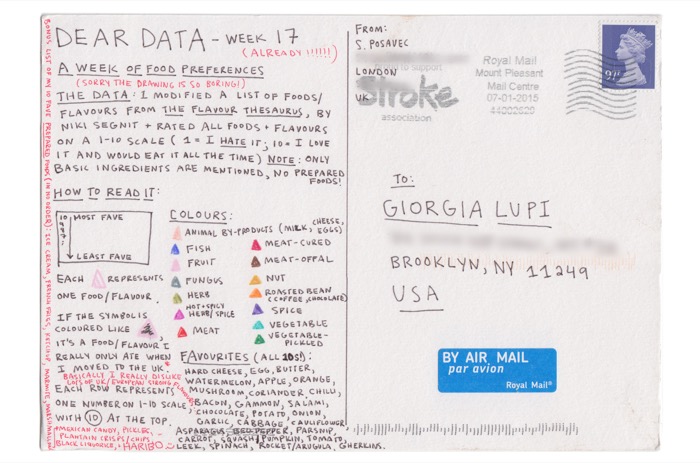 DEAR DATA - WEEK 17
(ALREADY !!!!!!)
A WEEK OF FOOD PREFERENCES
(SORRY THE DRAWING IS SO BORING!)
THE DATA: I MODIFIED A LIST OF FOODS/
FLAVOURS FROM THE FLAVOUR THESAURUS, BY
NIKI SEGNIT + RATED ALL FOODS + FLAVOURS
ON A 1-10 SCALE (1 = I HATE IT; 10 = I LOVE
IT AND WOULD EAT IT ALL THE TIME) NOTE: ONLY
BASIC INGREDIENTS ARE MENTIONED, NO PREPARED
FOODS!
HOW TO READ IT:
10 MOST FAVE
9
8
7
LEAST FAVE
EACH REPRESENTS
ONE FOOD/FLAVOUR.
IF THE SYMBOL IS
COLOURED LIKE
IT'S A FOOD/FLAVOUR I
REALLY ONLY ATE WHEN
I MOVED TO THE UK.
BASICALLY I REALLY DISLIKE
LOTS OF UK/EUROPEAN STRONG FLAVOURS
EACH ROW REPRESENTS
ONE NUMBER ON 1-10 SCALE,
WITH 10 AT THE TOP.
+AMERICAN CANDY, PICKLES,
PLANTAIN CRISPS/CHIPS
BLACK LIQUORICE, + HARIBO
COLOURS:
ANIMAL BY-PRODUCTS (MILK, CHEESE, EGGS)
FISH
FRUIT
FUNGUS
HERB
HOT + SPICY
HERB/SPICE
MEAT
MEAT-CURED
MEAT-OFFAL
NUT
ROASTED BEAN
(COFFEE, CHOCOLATE)
SPICE
VEGETABLE
VEGETABLE-
PICKLED
FAVOURITES (ALL 10s!):
HARD CHEESE, EGG, BUTTER,
WATERMELON, APPLE, ORANGE,
MUSHROOM, CORIANDER, CHILLI,
BACON, GAMMON, SALAMI,
CHOCOLATE, POTATO, ONION,
GARLIC, CABBAGE, CAULIFLOWER
ASPARAGUS, BELL PEPPER, PARSNIP,
CARROT, SQUASH/PUMPKIN, TOMATO,
LEEK, SPINACH, ROCKET/ARUGULA, GHERKINS.
BONUS LIST OF MY 10 FAVE PREPARED FOODS (IN NO ORDER): ICE CREAM, FRENCH FRIES, KETCHUP, MARMITE, MARSHMALLOW
FROM:
S. POSAVEC
LONDON
UK
to support
Stroke
association
Royal Mail
Mount Pleasant
Mail Centre
07-01-2015
44802620
TO:
GIORGIA LUPI
BROOKLYN, NY 11249
USA
BY AIR MAIL
par avion
Royal Mail